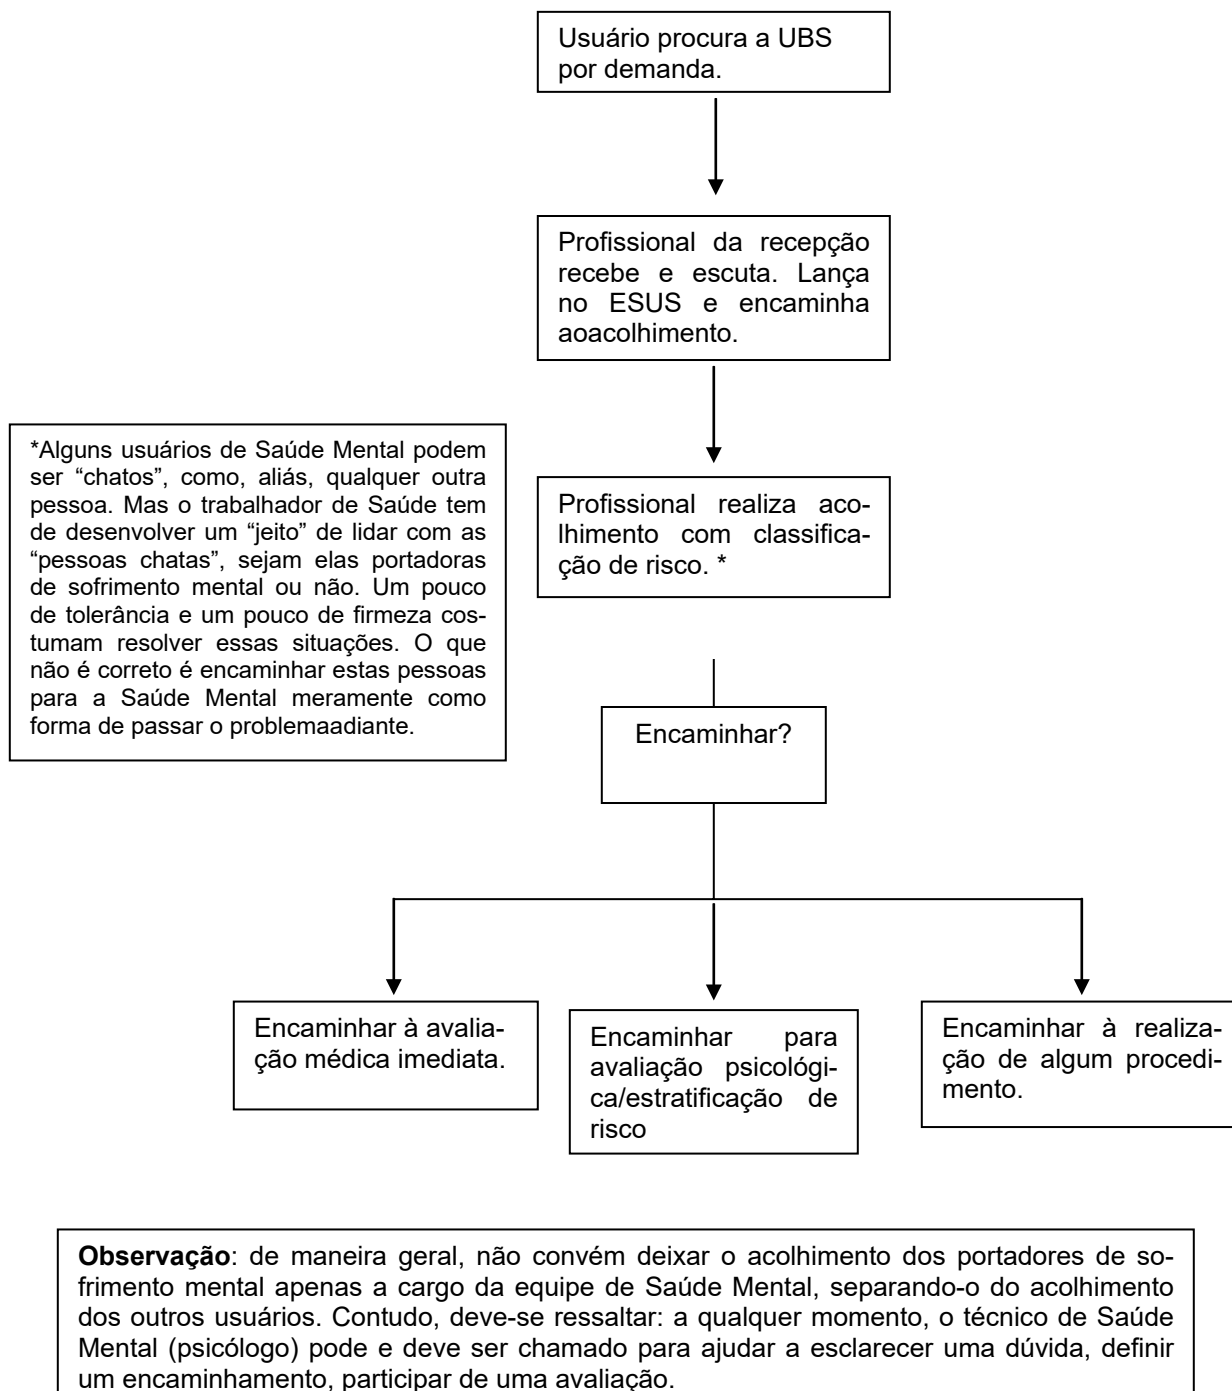 Usuário procura a UBS
por demanda.
Profissional da recepção
recebe e escuta. Lança
no ESUS e encaminha
aoacolhimento.
*Alguns usuários de Saúde Mental podem
ser “chatos”, como, aliás, qualquer outra
pessoa. Mas o trabalhador de Saúde tem
de desenvolver um “jeito” de lidar com as
“pessoas chatas”, sejam elas portadoras
de sofrimento mental ou não. Um pouco
de tolerância e um pouco de firmeza cos-
tumam resolver essas situações. O que
não é correto é encaminhar estas pessoas
para a Saúde Mental meramente como
forma de passar o problemaadiante.
Profissional realiza aco-
lhimento com classifica-
ção de risco. *
Encaminhar?
Encaminhar à avalia-
ção médica imediata.
Encaminhar para
avaliação psicológi-
ca/estratificação de
risco
Encaminhar à realiza-
ção de algum procedi-
mento.
Observação: de maneira geral, não convém deixar o acolhimento dos portadores de so-
frimento mental apenas a cargo da equipe de Saúde Mental, separando-o do acolhimento
dos outros usuários. Contudo, deve-se ressaltar: a qualquer momento, o técnico de Saúde
Mental (psicólogo) pode e deve ser chamado para ajudar a esclarecer uma dúvida, definir
um encaminhamento, participar de uma avaliação.